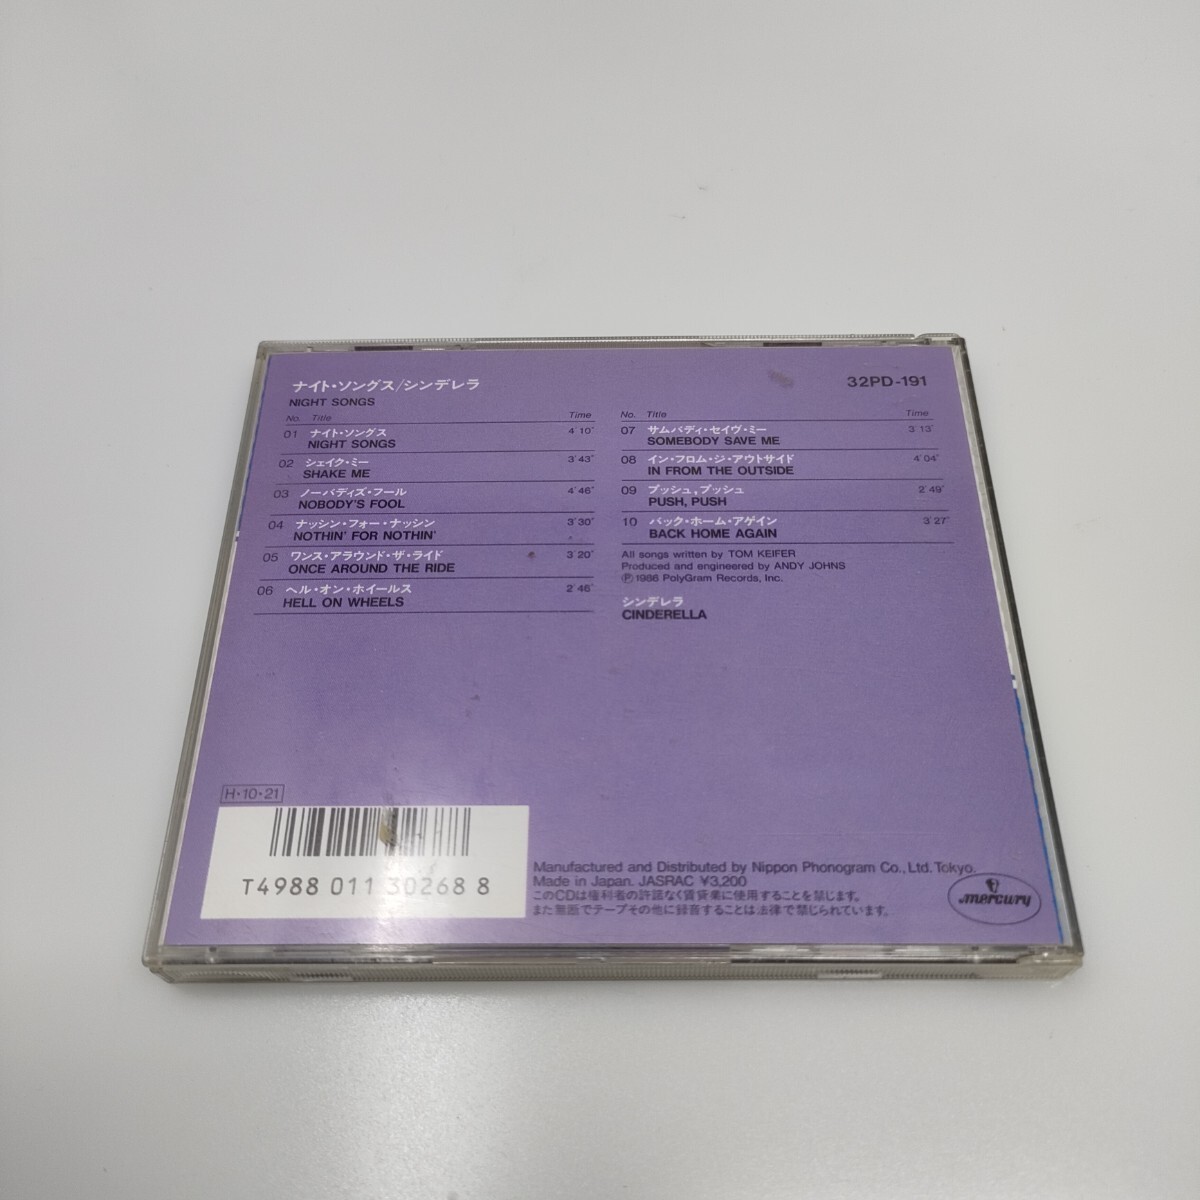 ナイト・ソングス/シンデレラ
NIGHT SONGS
32PD-191
No. Title Time
01 ナイト・ソングス 4'10"
NIGHT SONGS
02 シェイク・ミー 3'43"
SHAKE ME
03 ノーバディズ・フール 4'46"
NOBODY'S FOOL
04 ナッシン・フォー・ナッシン 3'30"
NOTHIN' FOR NOTHIN'
05 ワンス・アラウンド・ザ・ライド 3'20"
ONCE AROUND THE RIDE
06 ヘル・オン・ホイールス 2'46"
HELL ON WHEELS
No. Title Time
07 サムバディ・セイヴ・ミー 3'13"
SOMEBODY SAVE ME
08 イン・フロム・ジ・アウトサイド 4'04"
IN FROM THE OUTSIDE
09 プッシュ,プッシュ 2'49"
PUSH, PUSH
10 バック・ホーム・アゲイン 3'27"
BACK HOME AGAIN
All songs written by TOM KEIFER
Produced and engineered by ANDY JOHNS
Ⓟ1986 PolyGram Records, Inc.
シンデレラ
CINDERELLA
H・10・21
T4988 011 30268 8
Manufactured and Distributed by Nippon Phonogram Co., Ltd. Tokyo.
Made in Japan. JASRAC ¥3,200
このCDは権利者の許諾なく賃貸業に使用することを禁じます。
また無断でテープその他に録音することは法律で禁じられています。
mercury